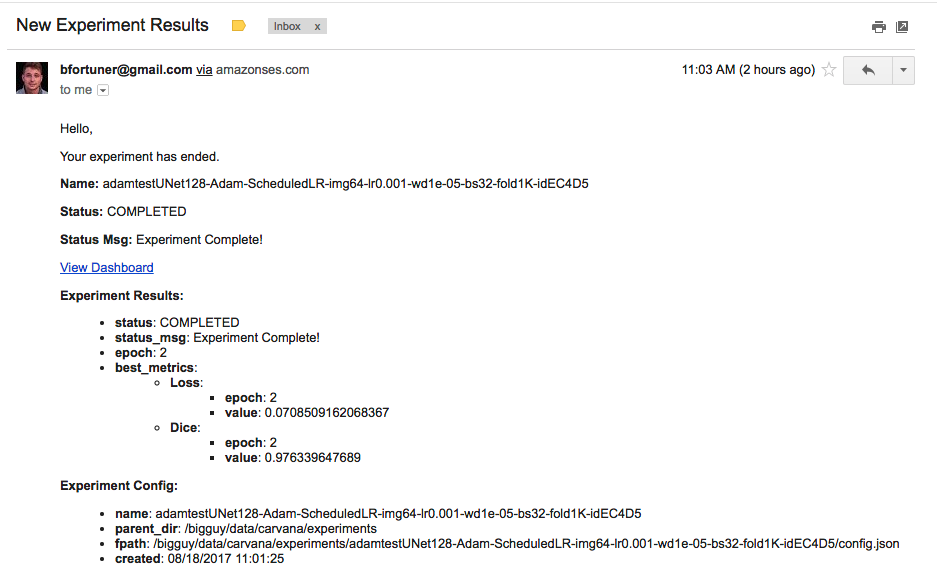 New Experiment Results Inbox x
bfortuner@gmail.com via amazonses.com 11:03 AM (2 hours ago)
to me
Hello,
Your experiment has ended.
Name: adamtestUNet128-Adam-ScheduledLR-img64-lr0.001-wd1e-05-bs32-fold1K-idEC4D5
Status: COMPLETED
Status Msg: Experiment Complete!
View Dashboard
Experiment Results:
status: COMPLETED
status_msg: Experiment Complete!
epoch: 2
best_metrics:
Loss:
epoch: 2
value: 0.0708509162068367
Dice:
epoch: 2
value: 0.976339647689
Experiment Config:
name: adamtestUNet128-Adam-ScheduledLR-img64-lr0.001-wd1e-05-bs32-fold1K-idEC4D5
parent_dir: /bigguy/data/carvana/experiments
fpath: /bigguy/data/carvana/experiments/adamtestUNet128-Adam-ScheduledLR-img64-lr0.001-wd1e-05-bs32-fold1K-idEC4D5/config.json
created: 08/18/2017 11:01:25